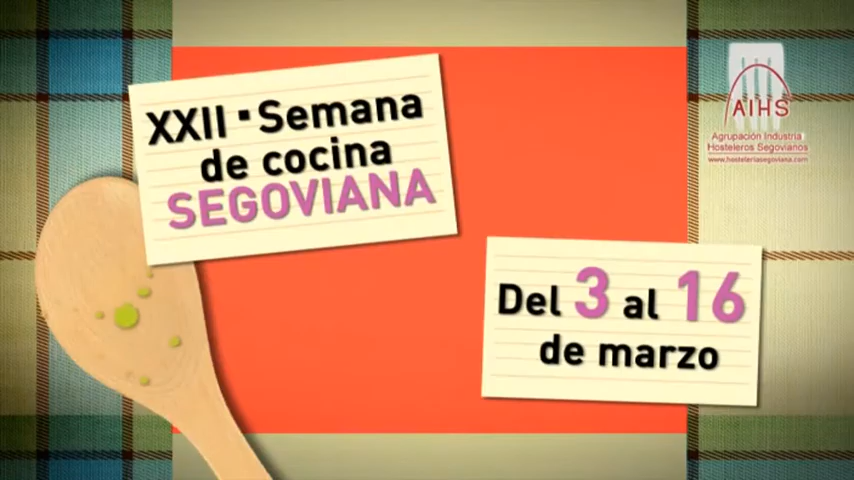 XXII · Semana
de cocina
SEGOVIANA
Del 3 al 16
de marzo
AIHS
Agrupación Industria
Hosteleros Segovianos
www.hosteleriasegoviana.com